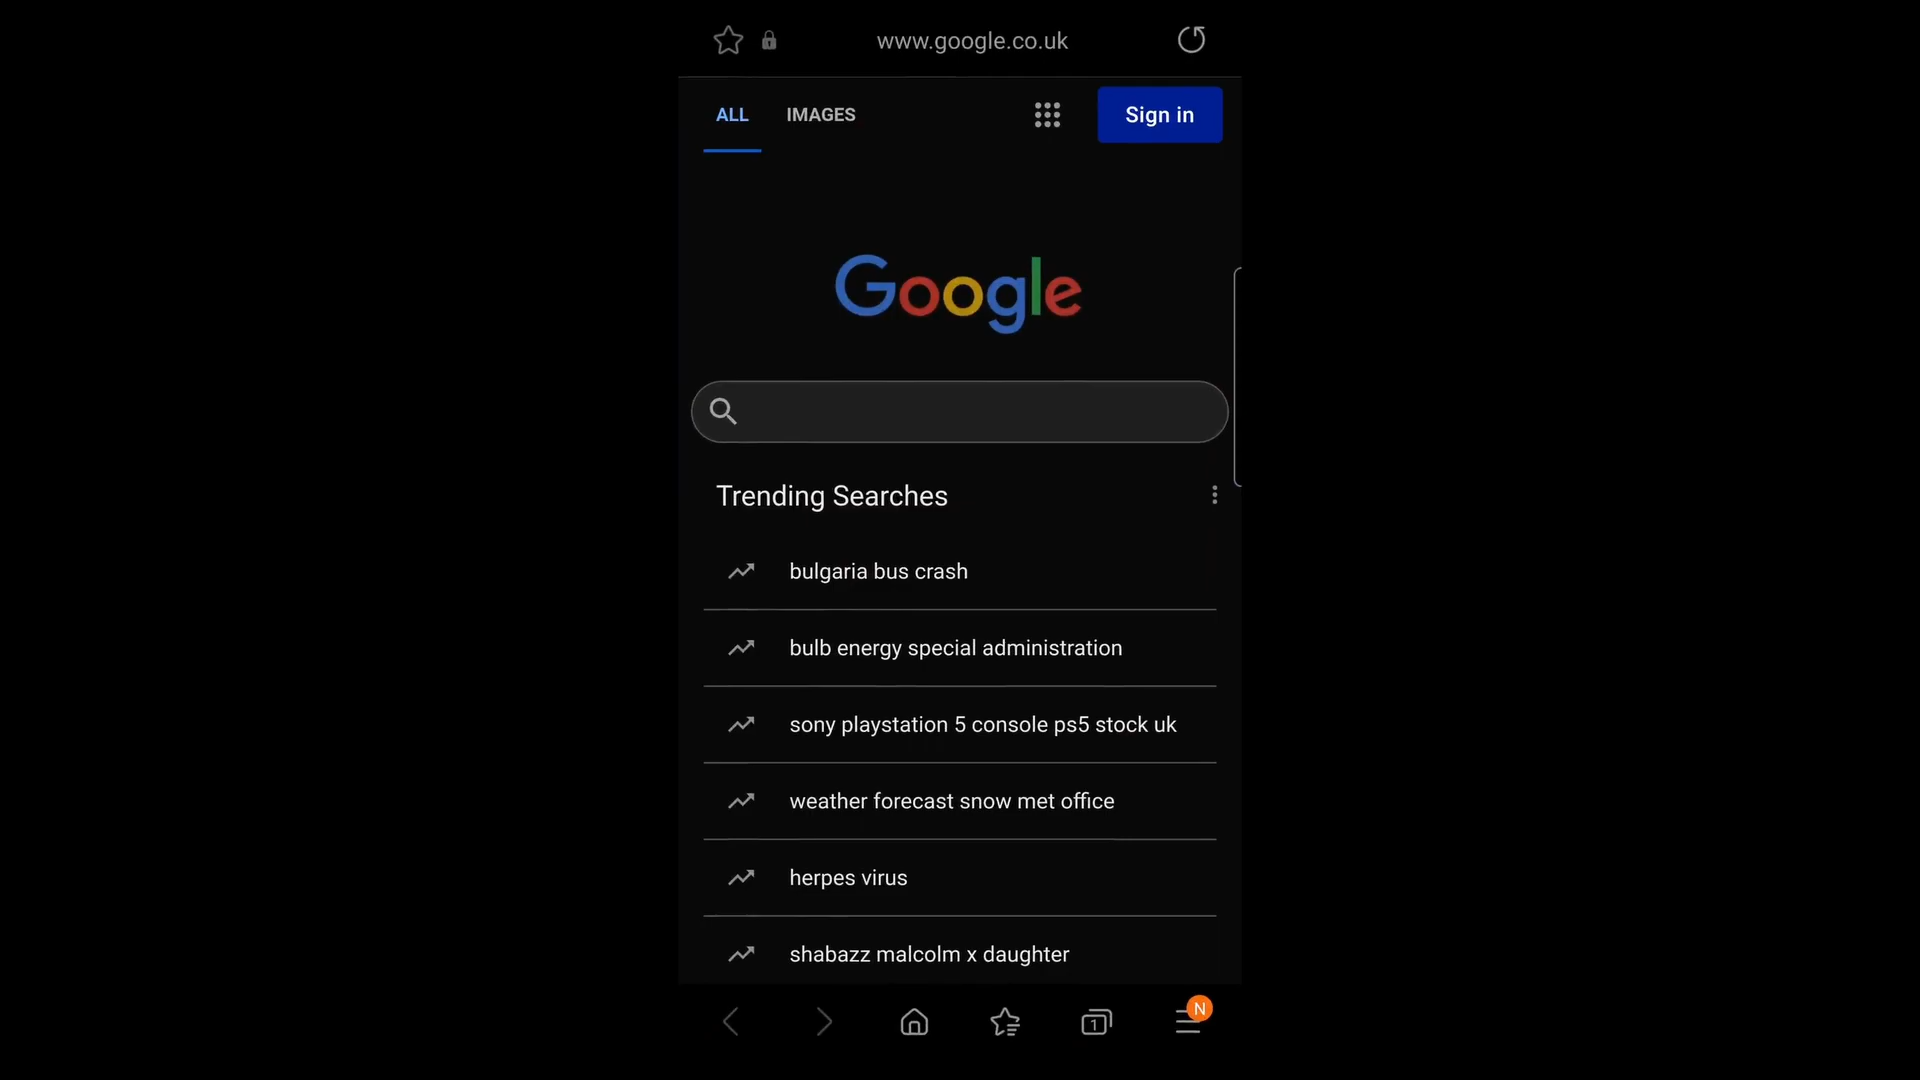 www.google.co.uk
ALL IMAGES Sign in
Google
Trending Searches
bulgaria bus crash
bulb energy special administration
sony playstation 5 console ps5 stock uk
weather forecast snow met office
herpes virus
shabazz malcolm x daughter
1 N